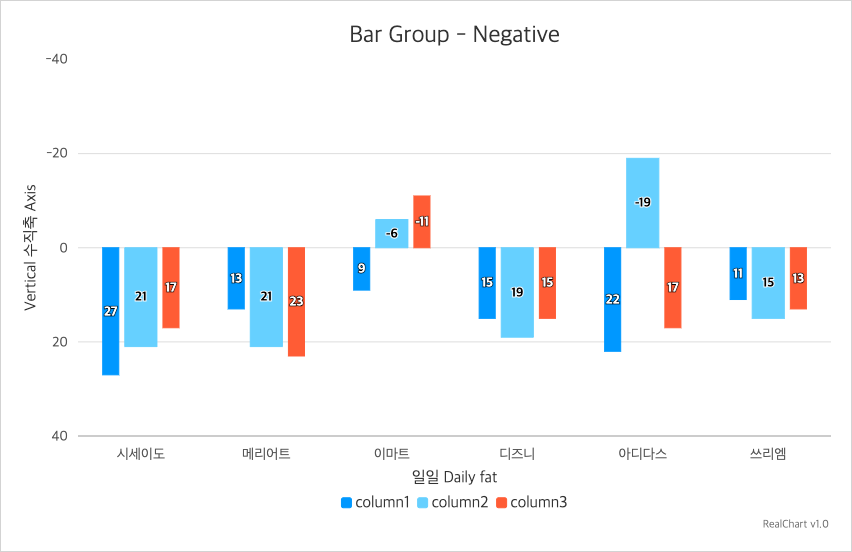 Bar Group - Negative
-40
-20
0
20
40
Vertical 수직축 Axis
27 21 17 13 21 23 9 -6 -11 15 19 15 22 -19 17 11 15 13
시세이도 메리어트 이마트 디즈니 아디다스 쓰리엠
일일 Daily fat
column1 column2 column3
RealChart v1.0